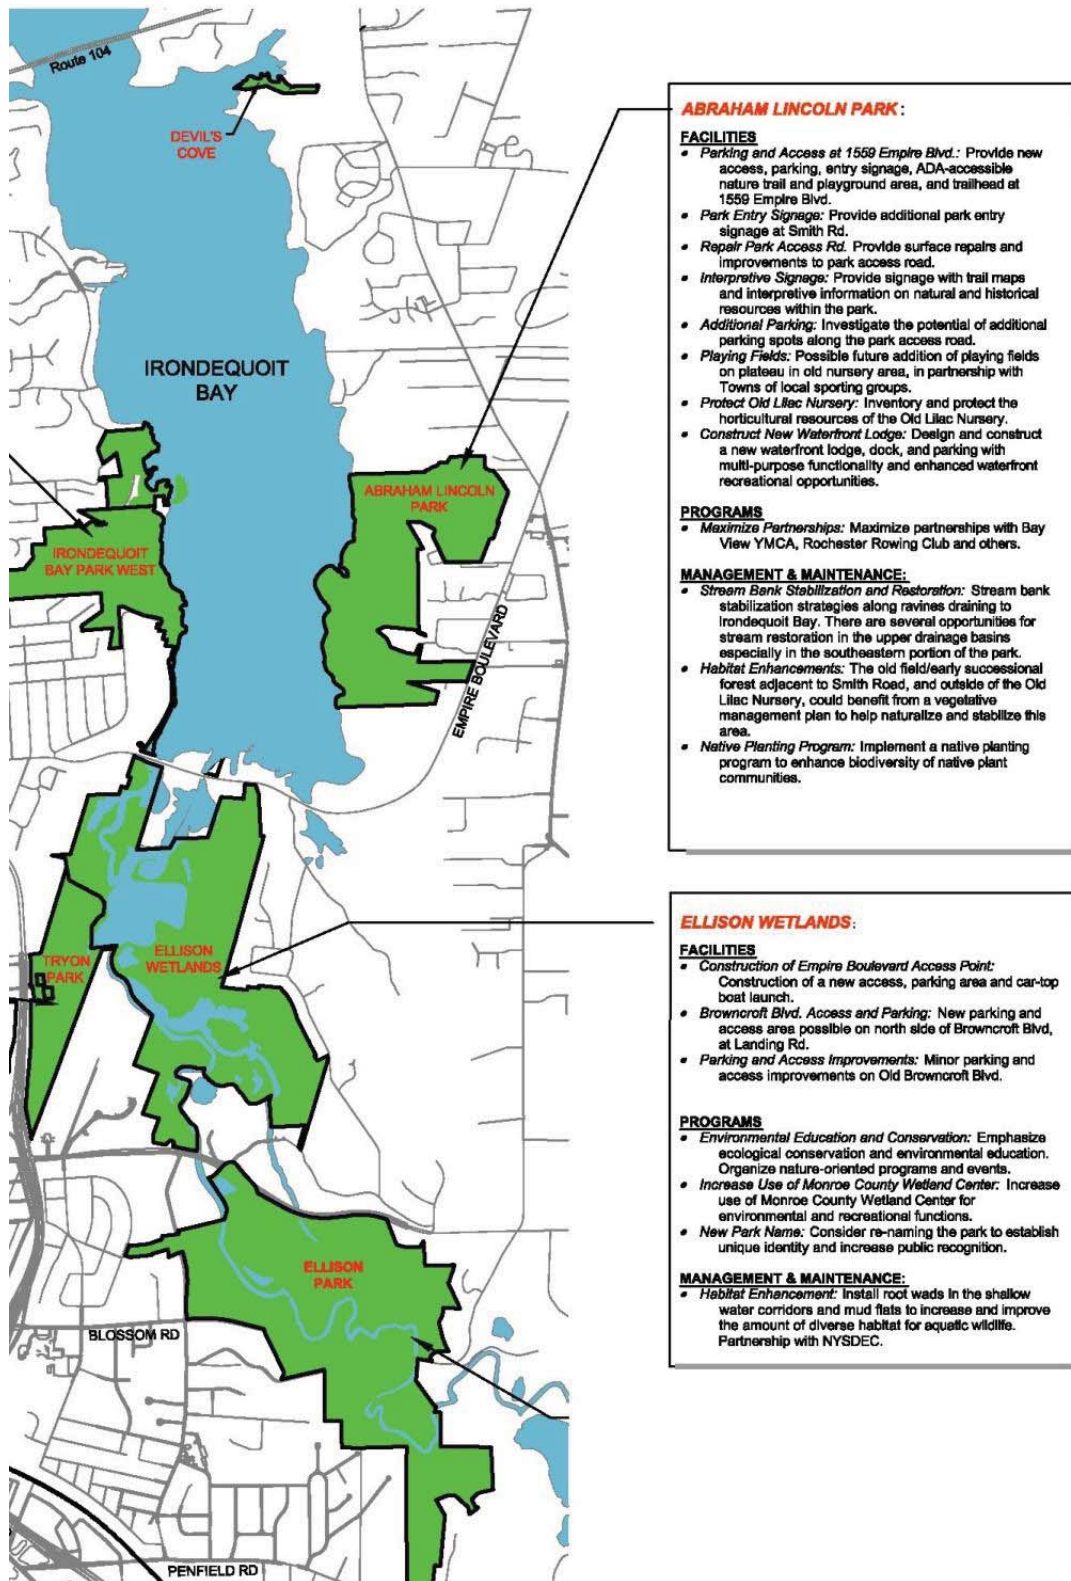 Route 104
DEVIL'S
COVE
IRONDEQUOIT
BAY
ABRAHAM LINCOLN
PARK
IRONDEQUOIT
BAY PARK WEST
EMPIRE BOULEVARD
TRYON
PARK
ELLISON
WETLANDS
ELLISON
PARK
BLOSSOM RD
PENFIELD RD
ABRAHAM LINCOLN PARK:
FACILITIES
• Parking and Access at 1559 Empire Blvd.: Provide new
access, parking, entry signage, ADA-accessible
nature trail and playground area, and trailhead at
1559 Empire Blvd.
• Park Entry Signage: Provide additional park entry
signage at Smith Rd.
• Repair Park Access Rd. Provide surface repairs and
improvements to park access road.
• Interpretive Signage: Provide signage with trail maps
and interpretive information on natural and historical
resources within the park.
• Additional Parking: Investigate the potential of additional
parking spots along the park access road.
• Playing Fields: Possible future addition of playing fields
on plateau in old nursery area, in partnership with
Towns of local sporting groups.
• Protect Old Lilac Nursery: Inventory and protect the
horticultural resources of the Old Lilac Nursery.
• Construct New Waterfront Lodge: Design and construct
a new waterfront lodge, dock, and parking with
multi-purpose functionality and enhanced waterfront
recreational opportunities.
PROGRAMS
• Maximize Partnerships: Maximize partnerships with Bay
View YMCA, Rochester Rowing Club and others.
MANAGEMENT & MAINTENANCE:
• Stream Bank Stabilization and Restoration: Stream bank
stabilization strategies along ravines draining to
Irondequoit Bay. There are several opportunities for
stream restoration in the upper drainage basins
especially in the southeastern portion of the park.
• Habitat Enhancements: The old field/early successional
forest adjacent to Smith Road, and outside of the Old
Lilac Nursery, could benefit from a vegetative
management plan to help naturalize and stabilize this
area.
• Native Planting Program: Implement a native planting
program to enhance biodiversity of native plant
communities.
ELLISON WETLANDS:
FACILITIES
• Construction of Empire Boulevard Access Point:
Construction of a new access, parking area and car-top
boat launch.
• Browncroft Blvd. Access and Parking: New parking and
access area possible on north side of Browncroft Blvd,
at Landing Rd.
• Parking and Access Improvements: Minor parking and
access improvements on Old Browncroft Blvd.
PROGRAMS
• Environmental Education and Conservation: Emphasize
ecological conservation and environmental education.
Organize nature-oriented programs and events.
• Increase Use of Monroe County Wetland Center: Increase
use of Monroe County Wetland Center for
environmental and recreational functions.
• New Park Name: Consider re-naming the park to establish
unique identity and increase public recognition.
MANAGEMENT & MAINTENANCE:
• Habitat Enhancement: Install root wads in the shallow
water corridors and mud flats to increase and improve
the amount of diverse habitat for aquatic wildlife.
Partnership with NYSDEC.